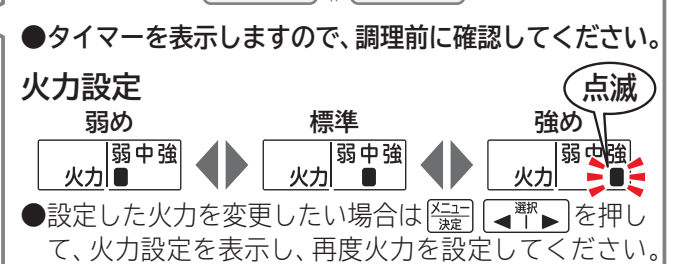 ●タイマーを表示しますので、調理前に確認してください。
火力設定
点滅
弱め 標準 強め
火力 弱中強 火力 弱中強 火力 弱中強
●設定した火力を変更したい場合は メニュー 決定 ◀ 選択 ▶ を押し
て、火力設定を表示し、再度火力を設定してください。